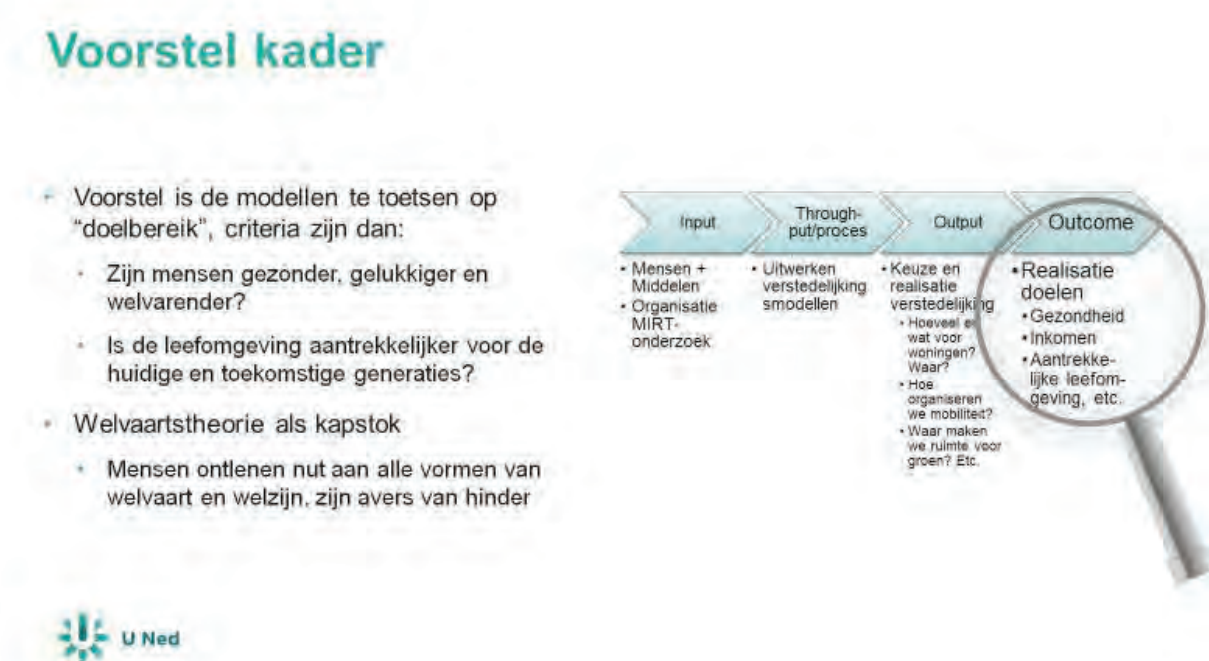 Voorstel kader
Voorstel is de modellen te toetsen op
“doelbereik”, criteria zijn dan:
Zijn mensen gezonder, gelukkiger en
welvarender?
Is de leefomgeving aantrekkelijker voor de
huidige en toekomstige generaties?
Welvaartstheorie als kapstok
Mensen ontlenen nut aan alle vormen van
welvaart en welzijn, zijn avers van hinder
Input
• Mensen +
Middelen
• Organisatie
MIRT-
onderzoek
Through-
put/proces
• Uitwerken
verstedelijking
smodellen
Output
• Keuze en
realisatie
verstedelijking
• Hoeveel en
wat voor
woningen?
Waar?
• Hoe
organiseren
we mobiliteit?
• Waar maken
we ruimte voor
groen? Etc.
Outcome
• Realisatie
doelen
• Gezondheid
• Inkomen
• Aantrekke-
lijke leefom-
geving, etc.
U Ned